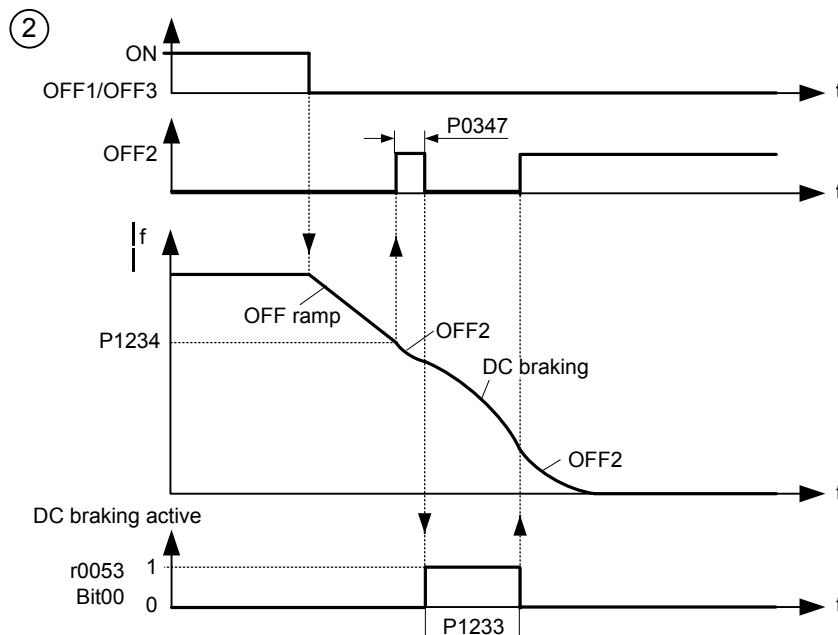 2
ON
OFF1/OFF3
t
P0347
OFF2
t
|f|
OFF ramp
P1234
OFF2
DC braking
OFF2
t
DC braking active
r0053
Bit00
1
0
t
P1233